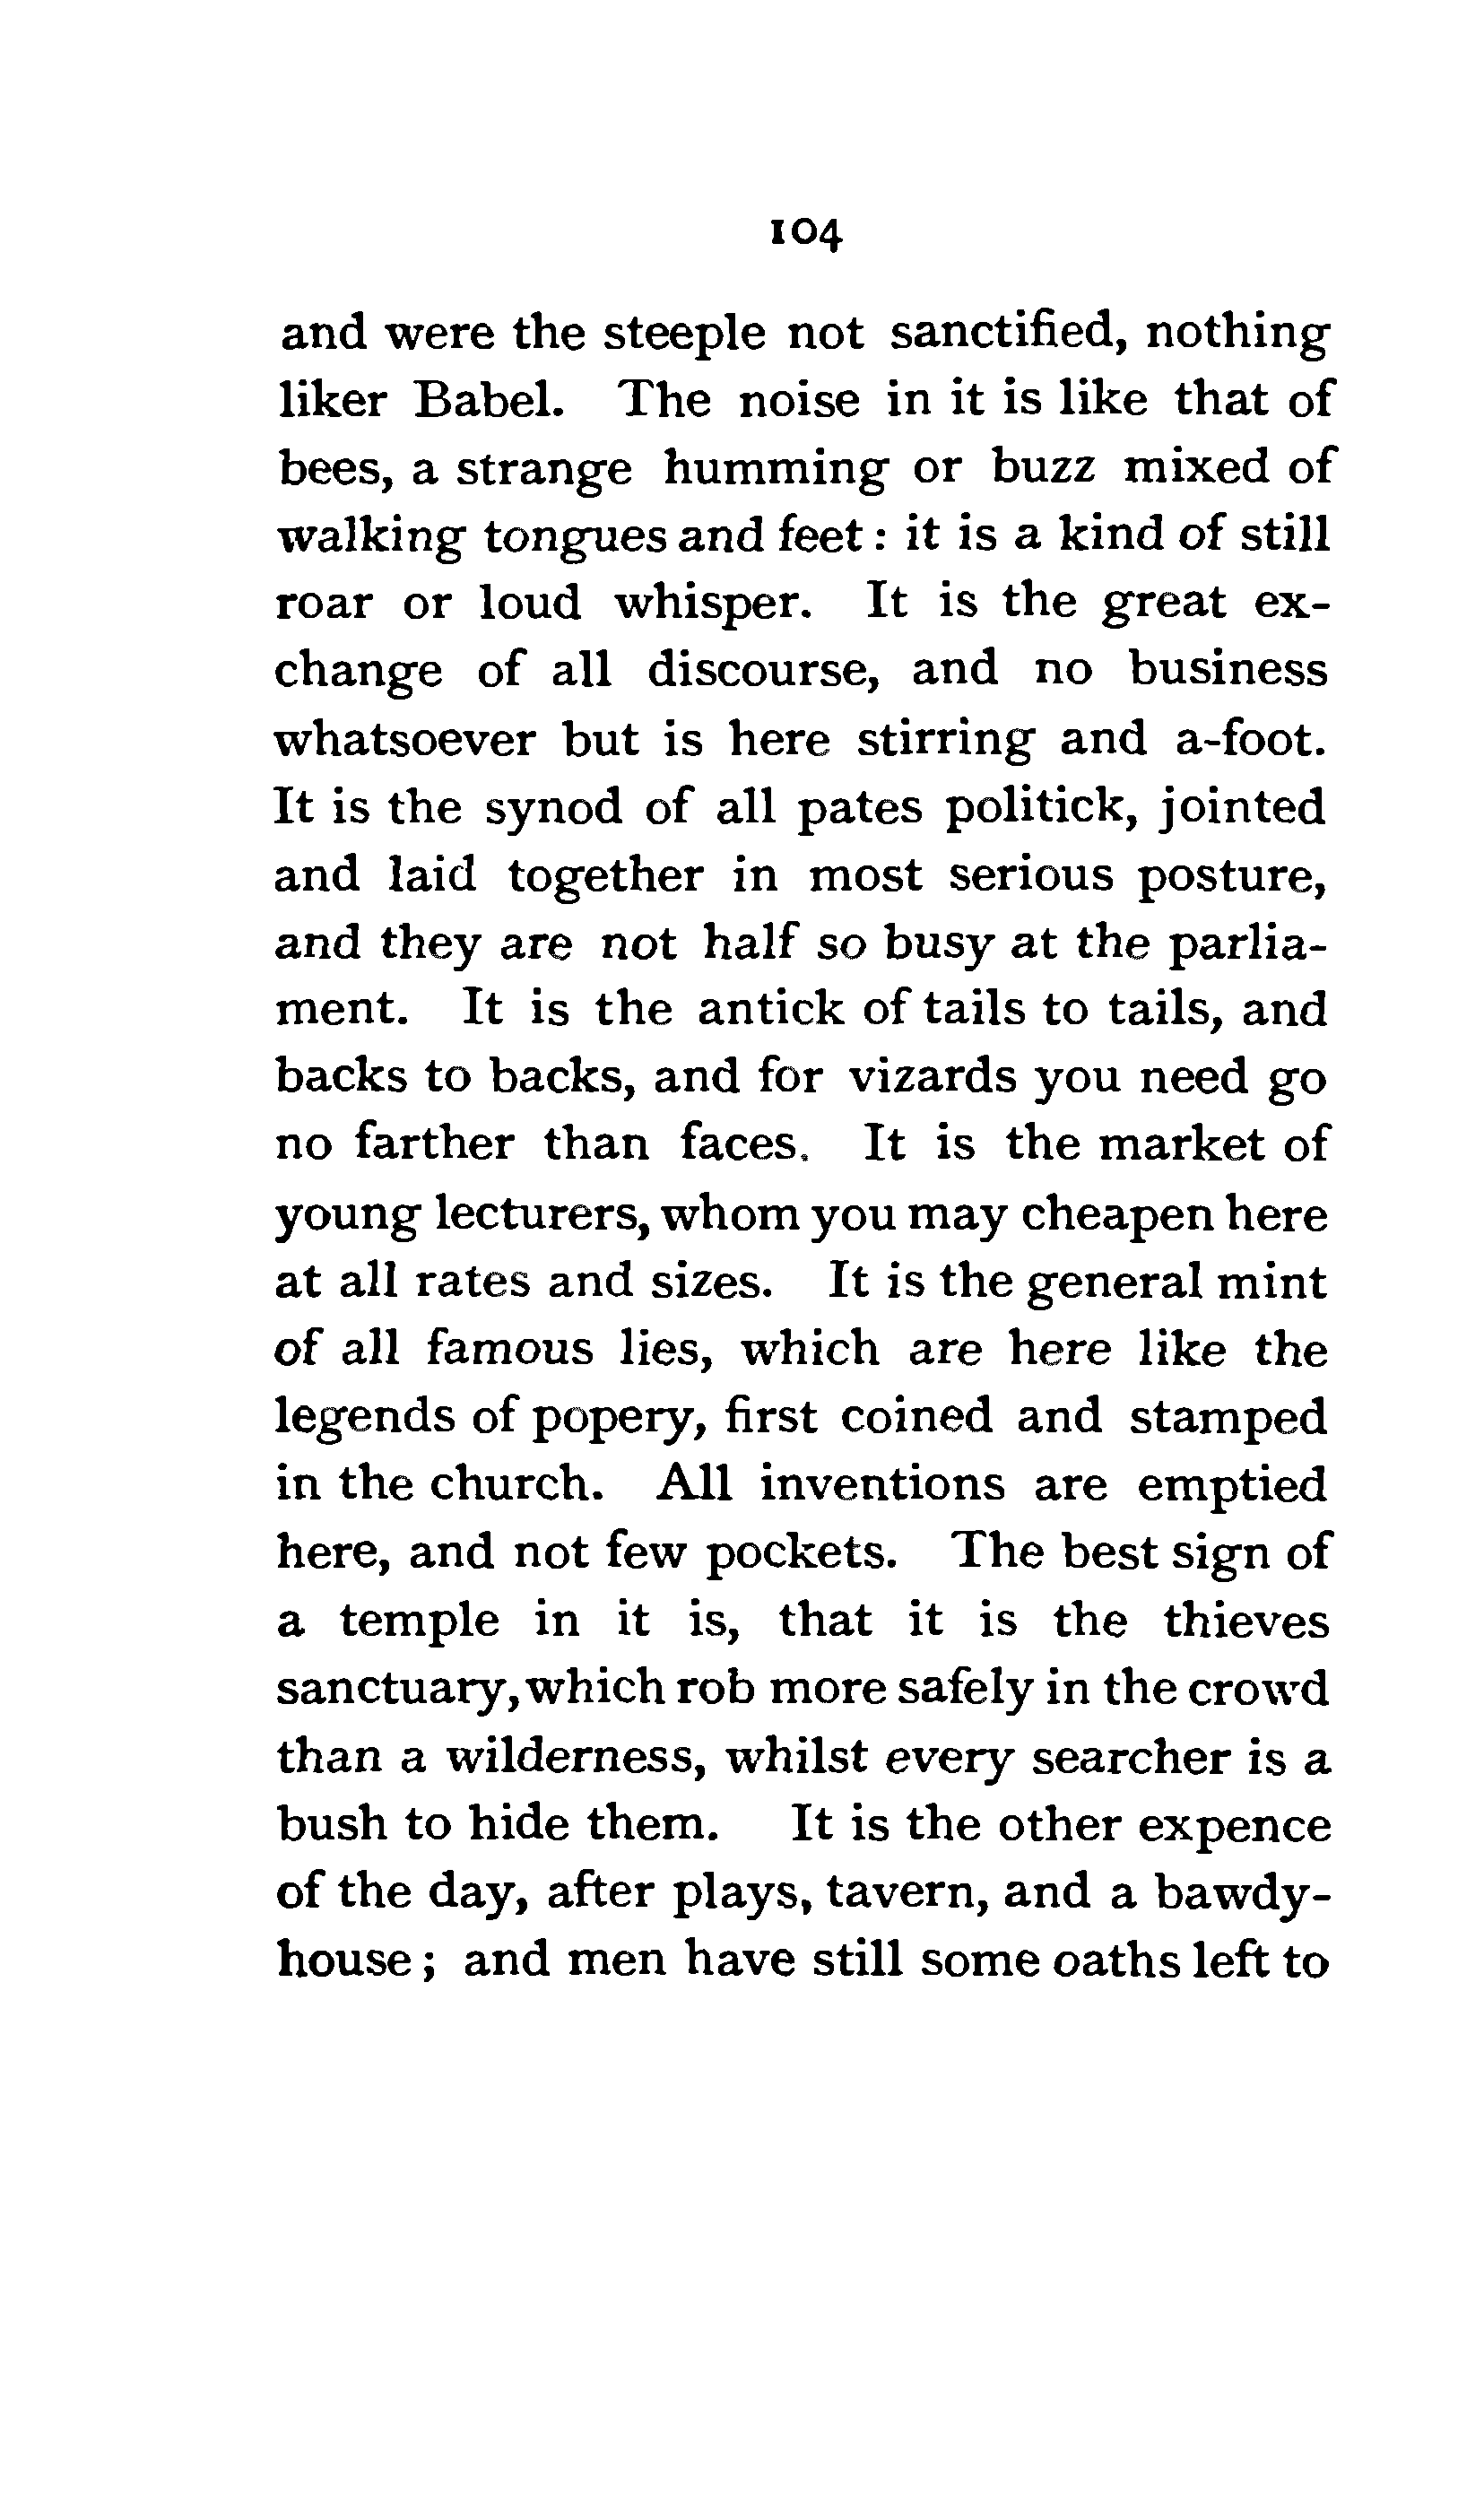 104
and were the steeple not sanctified, nothing
liker Babel. The noise in it is like that of
bees, a strange humming or buzz mixed of
walking tongues and feet : it is a kind of still
roar or loud whisper. It is the great ex-
change of all discourse, and no business
whatsoever but is here stirring and a-foot.
It is the synod of all pates politick, jointed
and laid together in most serious posture,
and they are not half so busy at the parlia-
ment. It is the antick of tails to tails, and
backs to backs, and for vizards you need go
no farther than faces. It is the market of
young lecturers, whom you may cheapen here
at all rates and sizes. It is the general mint
of all famous lies, which are here like the
legends of popery, first coined and stamped
in the church. All inventions are emptied
here, and not few pockets. The best sign of
a temple in it is, that it is the thieves
sanctuary, which rob more safely in the crowd
than a wilderness, whilst every searcher is a
bush to hide them. It is the other expence
of the day, after plays, tavern, and a bawdy-
house ; and men have still some oaths left to